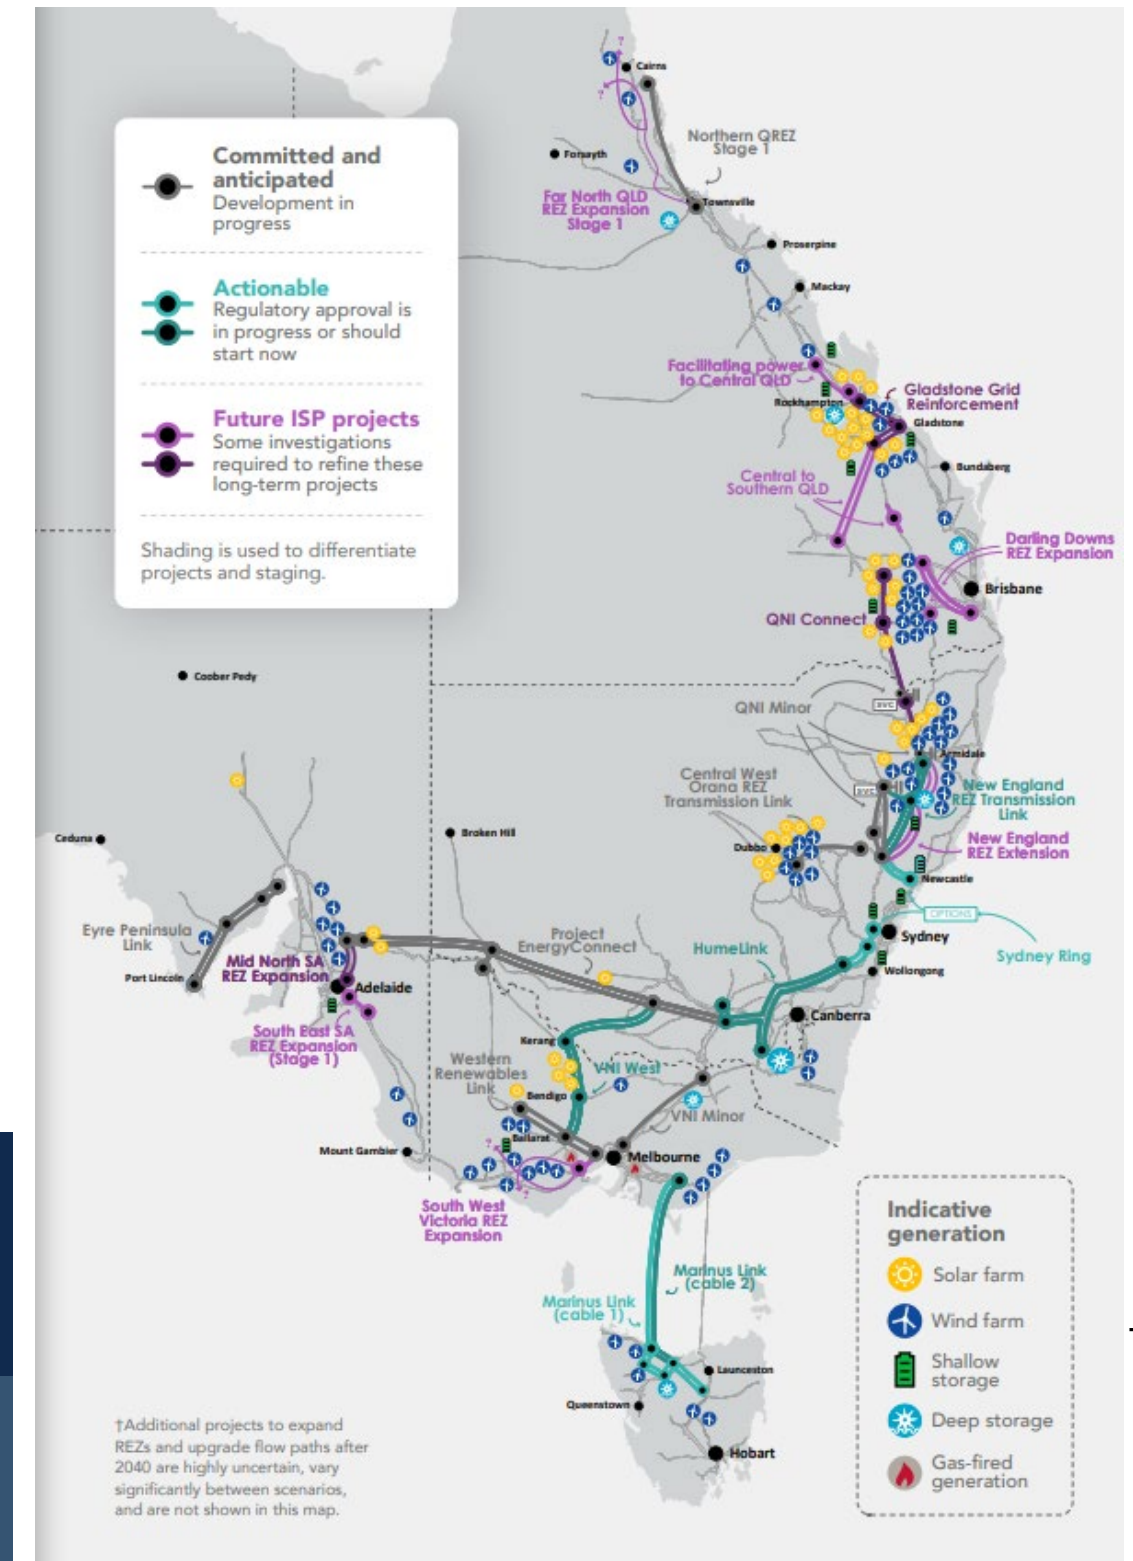 Committed and
anticipated
Development in
progress
Actionable
Regulatory approval is
in progress or should
start now
Future ISP projects
Some investigations
required to refine these
long-term projects
Shading is used to differentiate
projects and staging.
?
Cairns
?
Northern QREZ
Stage 1
Forsayth
Far North QLD
REZ Expansion
Stage 1
Townsville
Proserpine
Mackay
Facilitating power
to Central QLD
Rockhampton
Gladstone Grid
Reinforcement
Gladstone
Bundaberg
Central to
Southern QLD
Darling Downs
REZ Expansion
Brisbane
QNI Connect
Coober Pedy
QNI Minor
SVC
Armidale
Central West
Orana REZ
Transmission Link
SVC
New England
REZ Transmission
Link
New England
REZ Extension
Ceduna
Broken Hill
Dubbo
Newcastle
OPTIONS
Sydney
Sydney Ring
Eyre Peninsula
Link
Project
EnergyConnect
HumeLink
Wollongong
Mid North SA
REZ Expansion
Port Lincoln
Adelaide
Canberra
South East SA
REZ Expansion
(Stage 1)
Kerang
Western
Renewables
Link
VNI West
Bendigo
VNI Minor
Ballarat
Mount Gambier
?
Melbourne
?
South West
Victoria REZ
Expansion
Marinus Link
(cable 2)
Marinus Link
(cable 1)
Launceston
Queenstown
Hobart
Indicative
generation
Solar farm
Wind farm
Shallow
storage
Deep storage
Gas-fired
generation
†Additional projects to expand
REZs and upgrade flow paths after
2040 are highly uncertain, vary
significantly between scenarios,
and are not shown in this map.